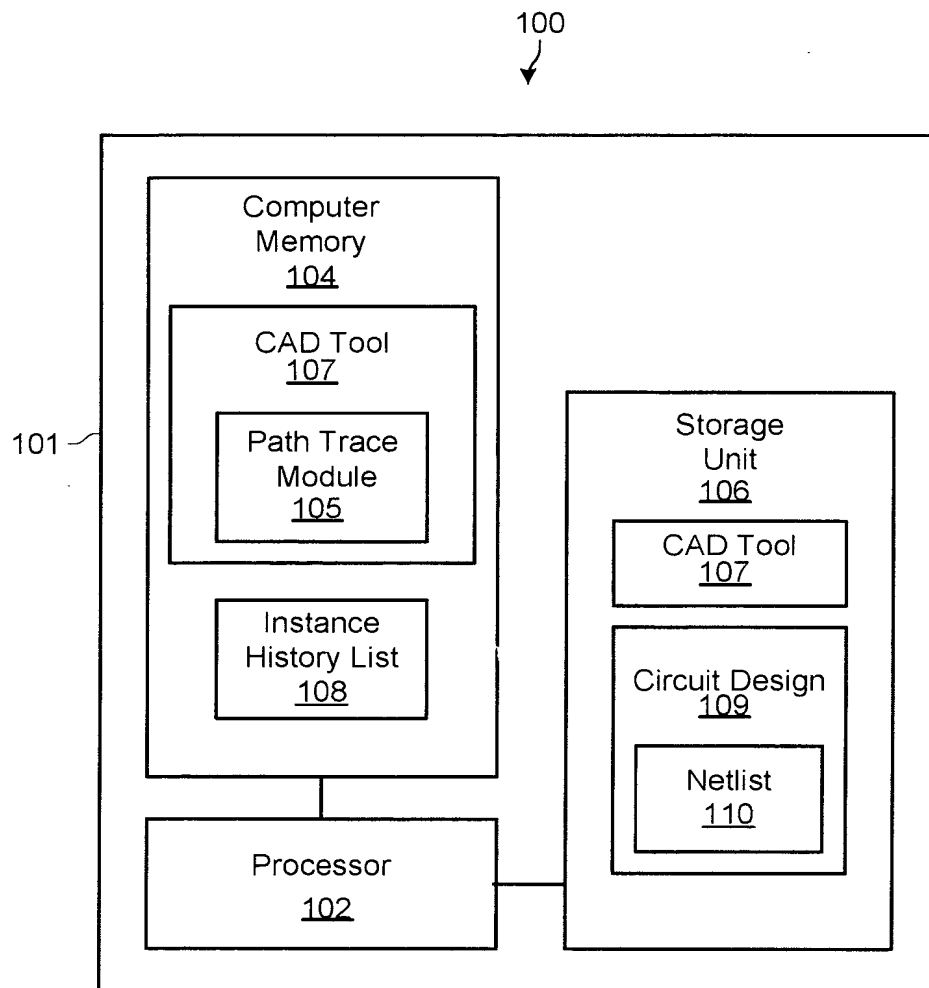 100
101
Computer
Memory
104
CAD Tool
107
Path Trace
Module
105
Instance
History List
108
Processor
102
Storage
Unit
106
CAD Tool
107
Circuit Design
109
Netlist
110